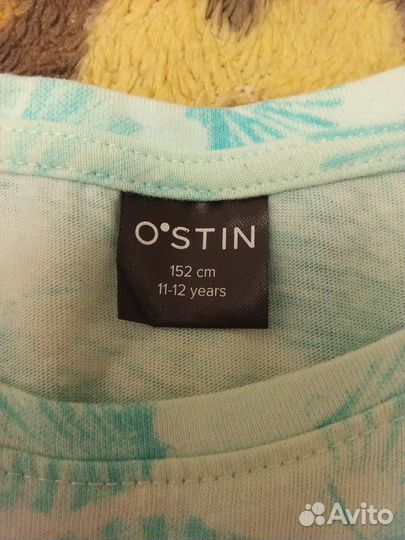 O'STIN
152 cm
11-12 years
Avito